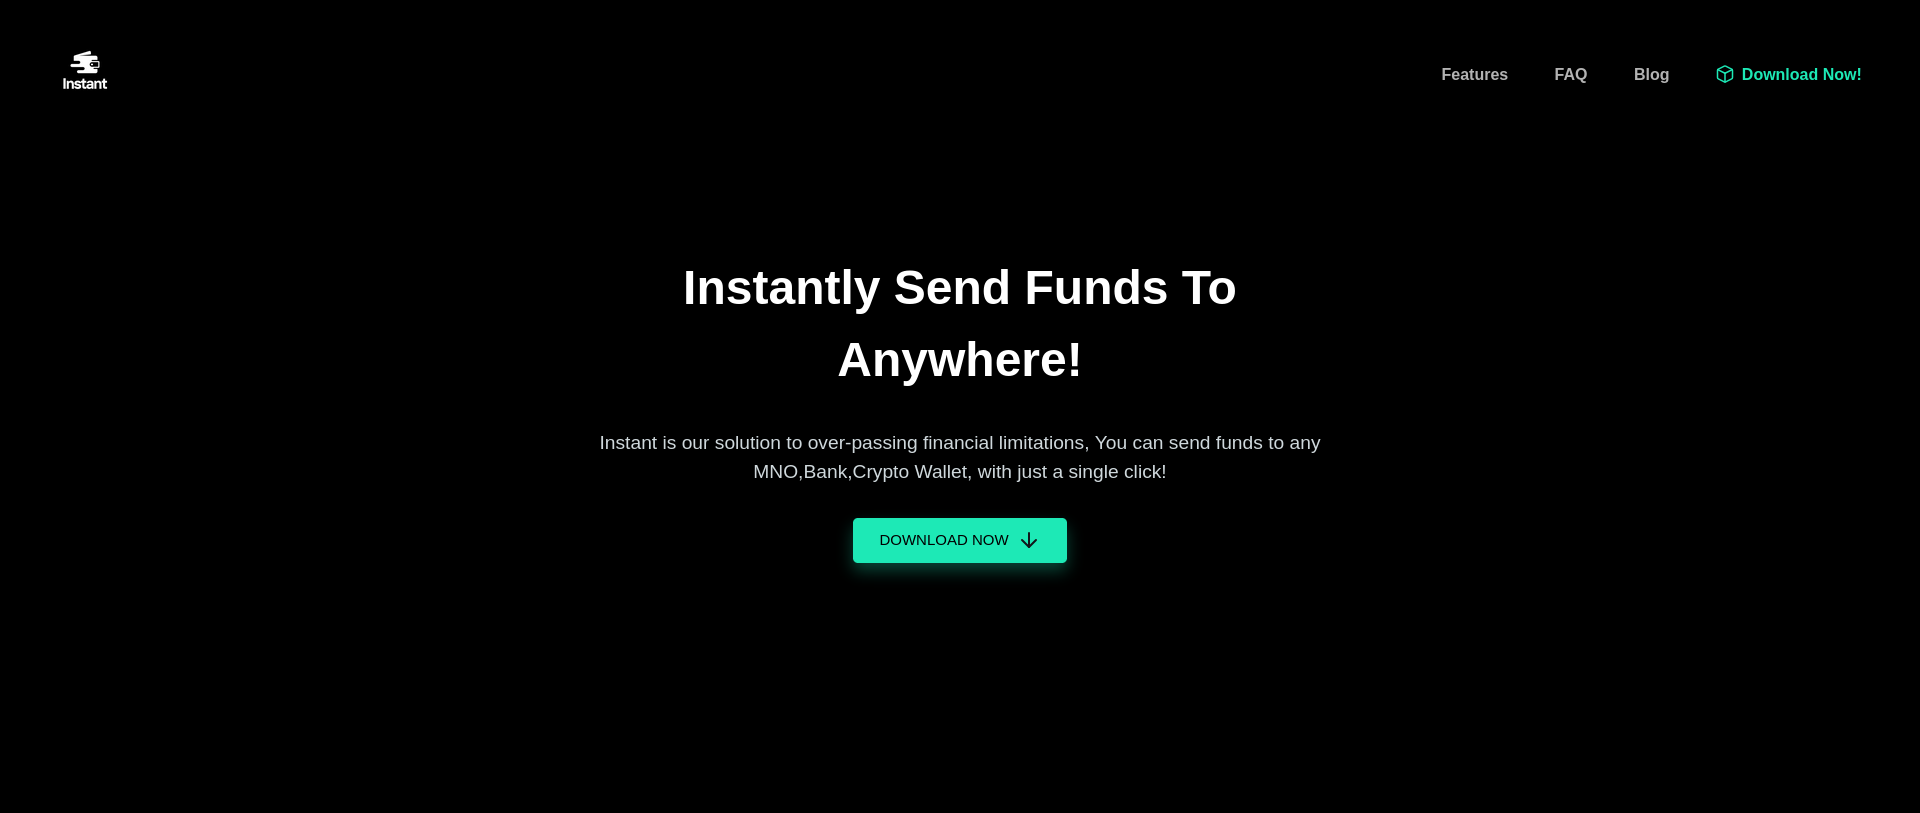 Instant
Features
FAQ
Blog
Download Now!
Instantly Send Funds To
Anywhere!
Instant is our solution to over-passing financial limitations, You can send funds to any
MNO,Bank,Crypto Wallet, with just a single click!
DOWNLOAD NOW